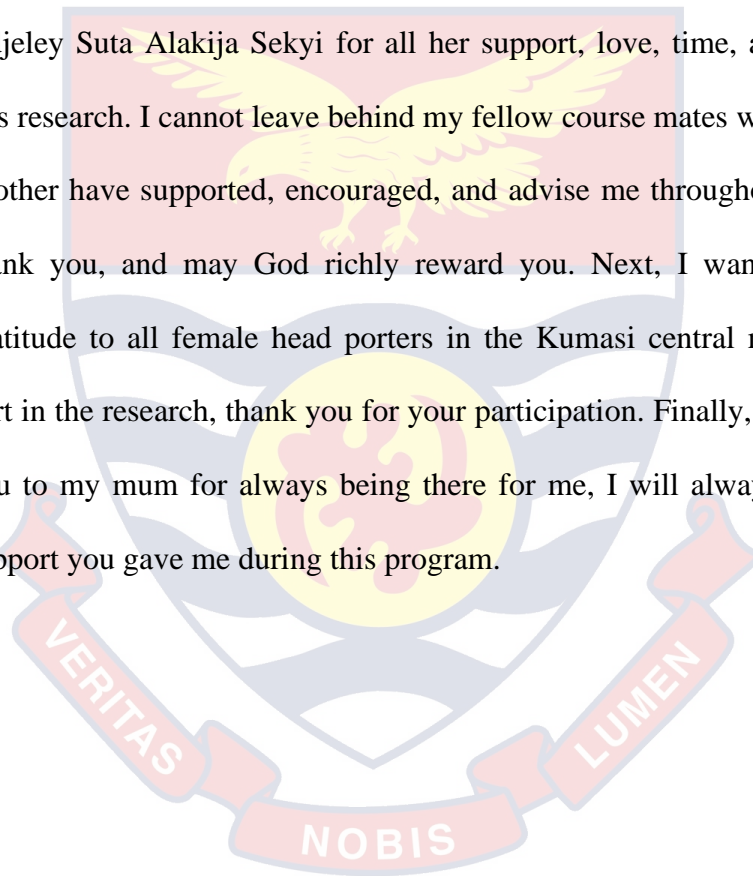 jeley Suta Alakija Sekyi for all her support, love, time, a
s research. I cannot leave behind my fellow course mates w
other have supported, encouraged, and advise me througho
ank you, and may God richly reward you. Next, I wan
atitude to all female head porters in the Kumasi central
rt in the research, thank you for your participation. Finally,
u to my mum for always being there for me, I will alway
pport you gave me during this program.
VERITAS
NOBIS
LUMEN